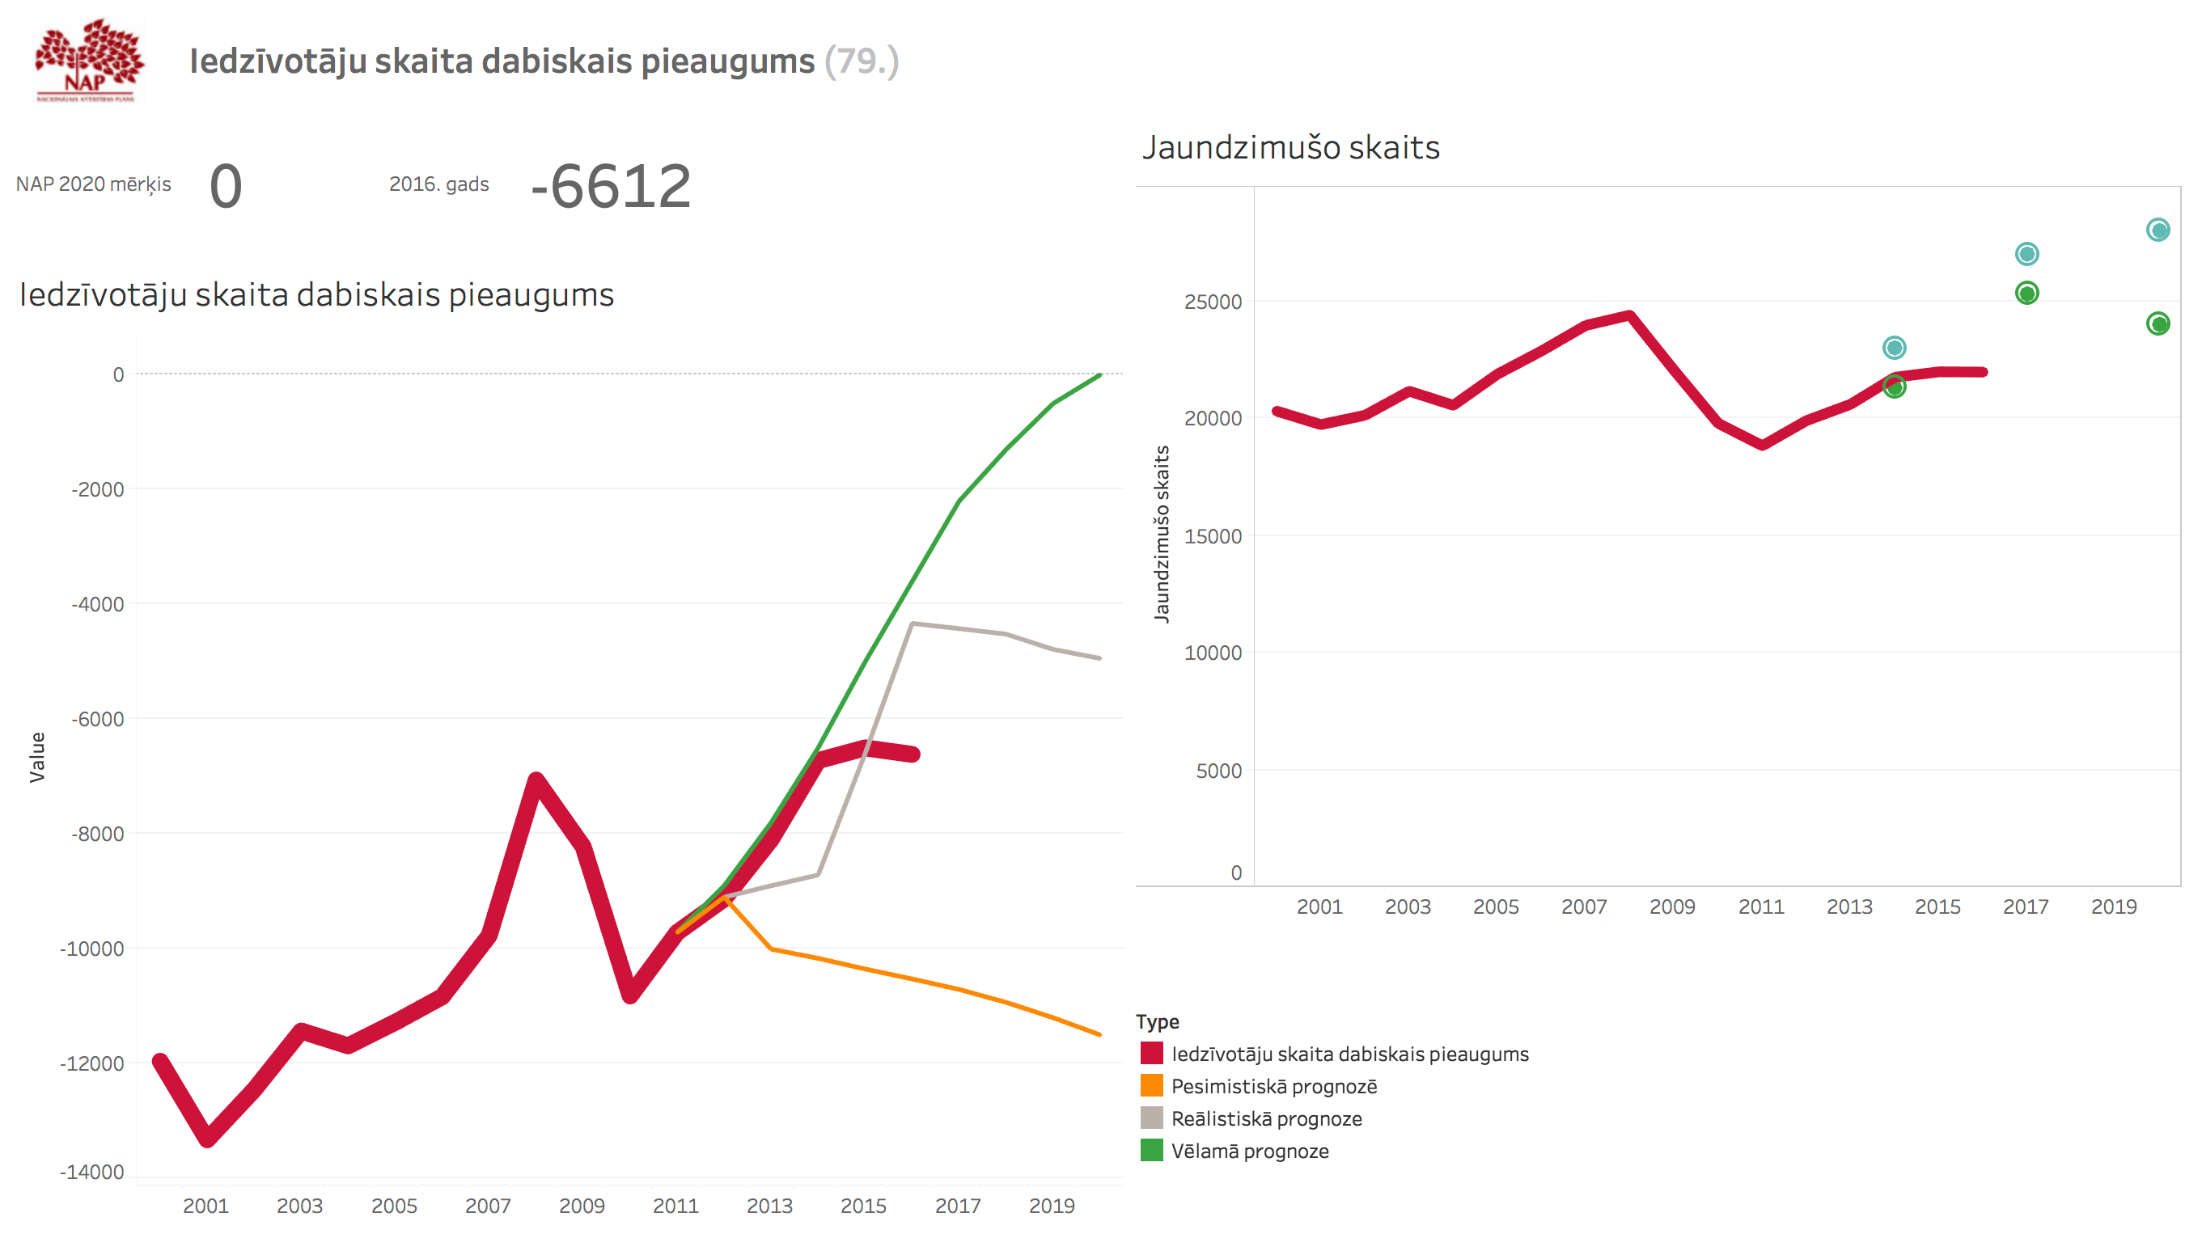 NAP
NACIONĀLAIS ATTĪSTĪBAS PLĀNS
Iedzīvotāju skaita dabiskais pieaugums (79.)
NAP 2020 mērķis 0 2016. gads -6612
Iedzīvotāju skaita dabiskais pieaugums
Value
0
-2000
-4000
-6000
-8000
-10000
-12000
-14000
2001 2003 2005 2007 2009 2011 2013 2015 2017 2019
Jaundzimušo skaits
Jaundzimušo skaits
25000
20000
15000
10000
5000
0
2001 2003 2005 2007 2009 2011 2013 2015 2017 2019
Type
Iedzīvotāju skaita dabiskais pieaugums
Pesimistiskā prognozē
Reālistiskā prognoze
Vēlamā prognoze